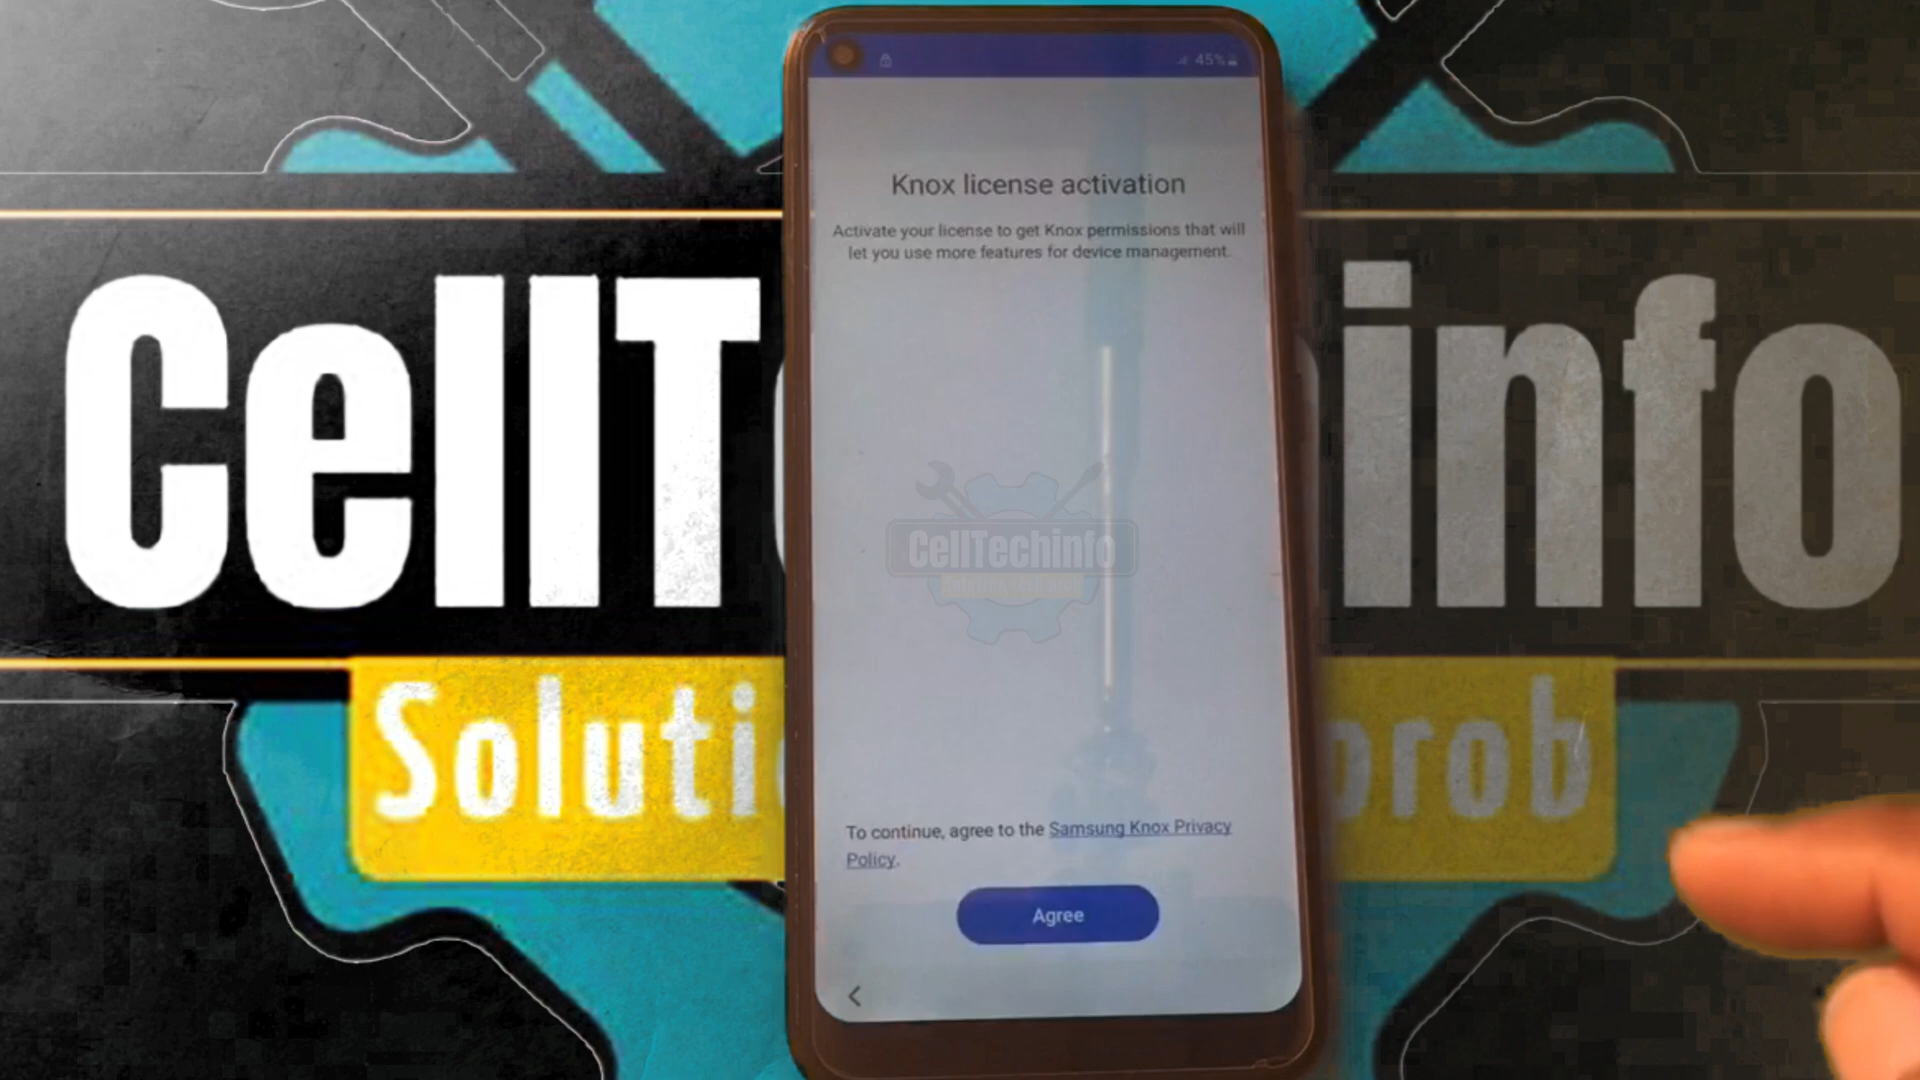 45%
Knox license activation
Activate your license to get Knox permissions that will
let you use more features for device management.
CellT
info
CellTechinfo
Soluti
prob
To continue, agree to the Samsung Knox Privacy
Policy.
Agree